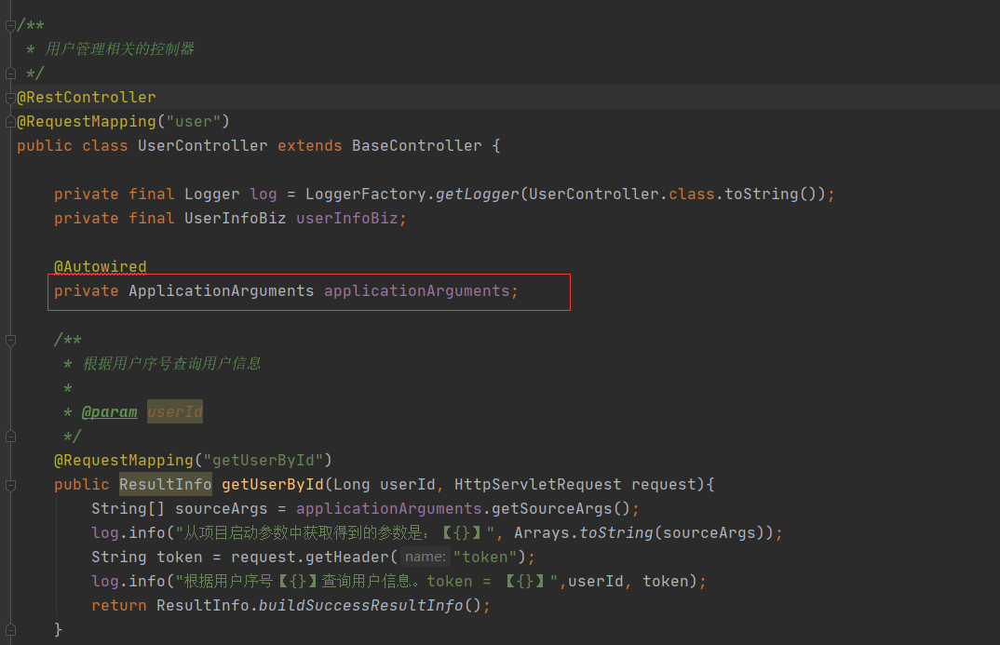 /**
 * 用户管理相关的控制器
 */
@RestController
@RequestMapping("user")
public class UserController extends BaseController {
    private final Logger log = LoggerFactory.getLogger(UserController.class.toString());
    private final UserInfoBiz userInfoBiz;
    @Autowired
    private ApplicationArguments applicationArguments;
    /**
     * 根据用户序号查询用户信息
     *
     * @param userId
     */
    @RequestMapping("getUserById")
    public ResultInfo getUserById(Long userId, HttpServletRequest request){
        String[] sourceArgs = applicationArguments.getSourceArgs();
        log.info("从项目启动参数中获取得到的参数是：【{}】", Arrays.toString(sourceArgs));
        String token = request.getHeader( name: "token");
        log.info("根据用户序号【{}】查询用户信息。token = 【{}】",userId, token);
        return ResultInfo.buildSuccessResultInfo();
    }